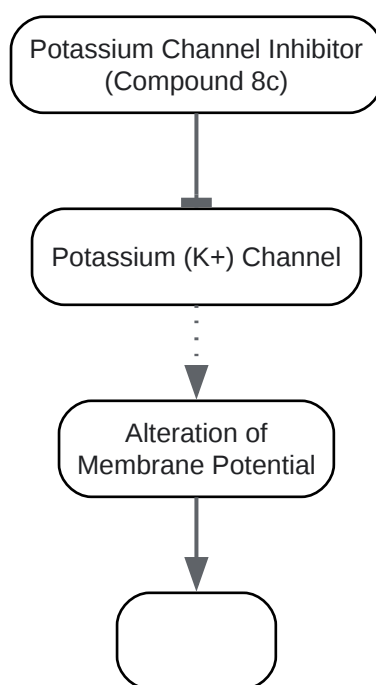 Potassium Channel Inhibitor
(Compound 8c)
Potassium (K+) Channel
Alteration of
Membrane Potential